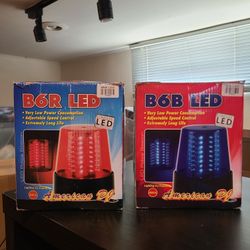 B6R LED
• Very Low Power Consumption
• Adjustable Speed Control
• Extremely Long Life
LED
American DJ
B6B LED
• Very Low Power Consumption
• Adjustable Speed Control
• Extremely Long Life
LED
American DJ